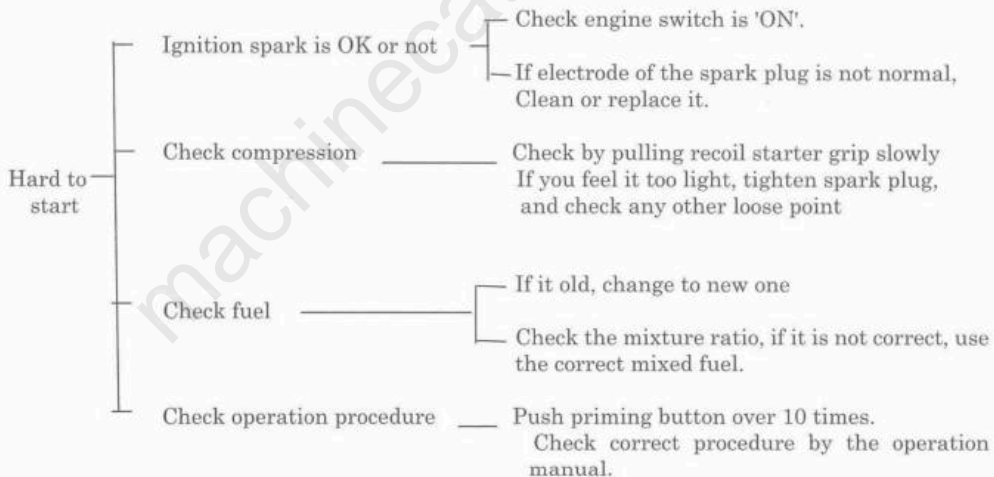 Ignition spark is OK or not
Check engine switch is 'ON'.
If electrode of the spark plug is not normal,
Clean or replace it.
Hard to
start
Check compression
Check by pulling recoil starter grip slowly
If you feel it too light, tighten spark plug,
and check any other loose point
Check fuel
If it old, change to new one
Check the mixture ratio, if it is not correct, use
the correct mixed fuel.
Check operation procedure
Push priming button over 10 times.
Check correct procedure by the operation
manual.